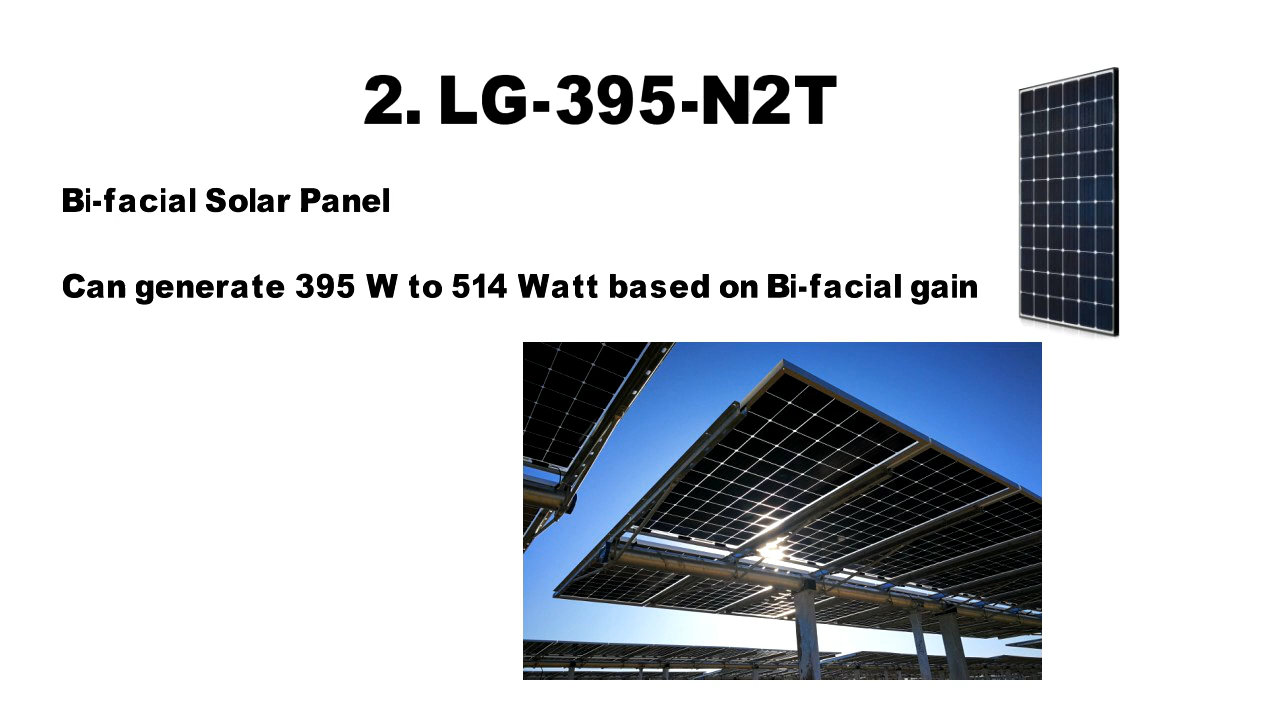 2. LG-395-N2T
Bi-facial Solar Panel
Can generate 395 W to 514 Watt based on Bi-facial gain